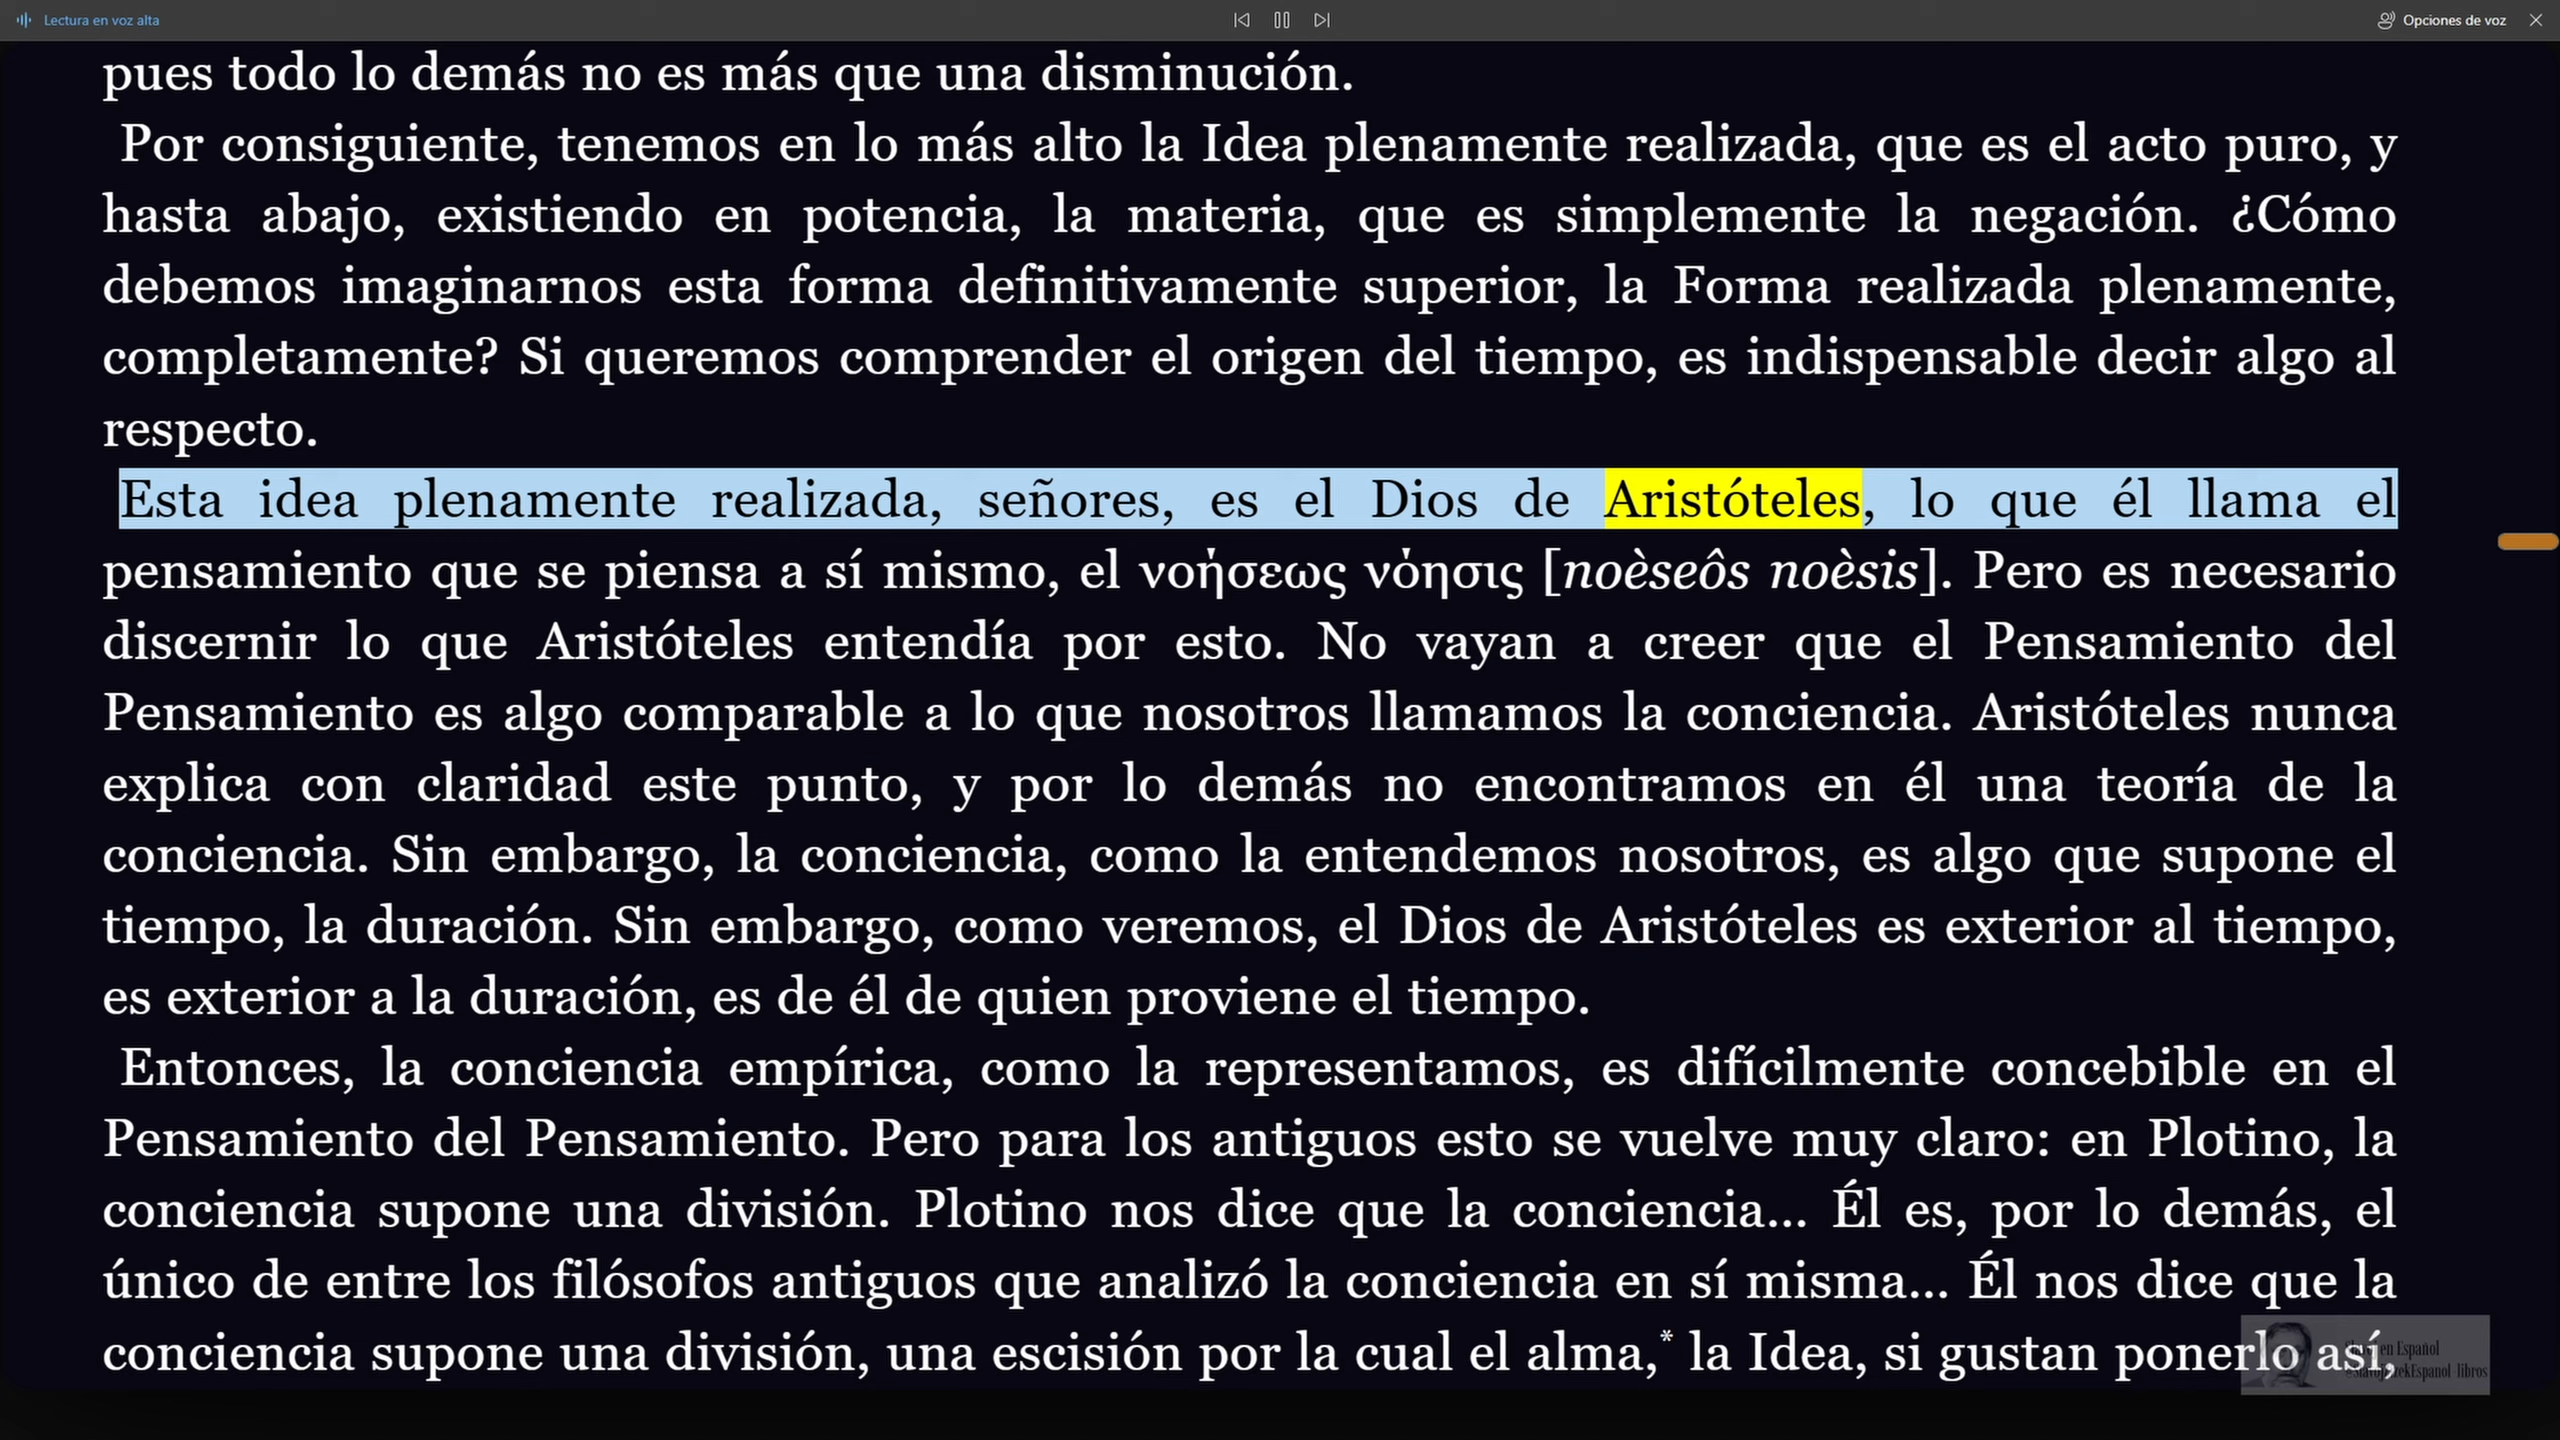 Lectura en voz alta
Opciones de voz
pues todo lo demás no es más que una disminución.
Por consiguiente, tenemos en lo más alto la Idea plenamente realizada, que es el acto puro, y
hasta abajo, existiendo en potencia, la materia, que es simplemente la negación. ¿Cómo
debemos imaginarnos esta forma definitivamente superior, la Forma realizada plenamente,
completamente? Si queremos comprender el origen del tiempo, es indispensable decir algo al
respecto.
Esta idea plenamente realizada, señores, es el Dios de Aristóteles, lo que él llama el
pensamiento que se piensa a sí mismo, el νοήσεως νόησις [noèseôs noèsis]. Pero es necesario
discernir lo que Aristóteles entendía por esto. No vayan a creer que el Pensamiento del
Pensamiento es algo comparable a lo que nosotros llamamos la conciencia. Aristóteles nunca
explica con claridad este punto, y por lo demás no encontramos en él una teoría de la
conciencia. Sin embargo, la conciencia, como la entendemos nosotros, es algo que supone el
tiempo, la duración. Sin embargo, como veremos, el Dios de Aristóteles es exterior al tiempo,
es exterior a la duración, es de él de quien proviene el tiempo.
Entonces, la conciencia empírica, como la representamos, es difícilmente concebible en el
Pensamiento del Pensamiento. Pero para los antiguos esto se vuelve muy claro: en Plotino, la
conciencia supone una división. Plotino nos dice que la conciencia... Él es, por lo demás, el
único de entre los filósofos antiguos que analizó la conciencia en sí misma... Él nos dice que la
conciencia supone una división, una escisión por la cual el alma,* la Idea, si gustan ponerlo así,
en Español